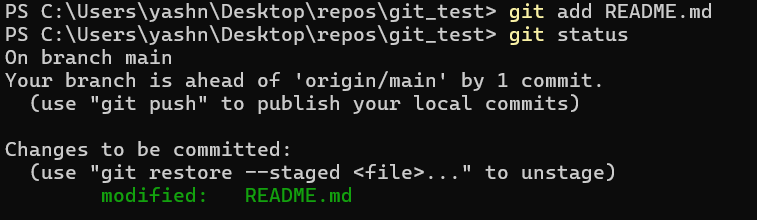 PS C:\Users\yashn\Desktop\repos\git_test> git add README.md
PS C:\Users\yashn\Desktop\repos\git_test> git status
On branch main
Your branch is ahead of 'origin/main' by 1 commit.
  (use "git push" to publish your local commits)

Changes to be committed:
  (use "git restore --staged <file>..." to unstage)
        modified:   README.md